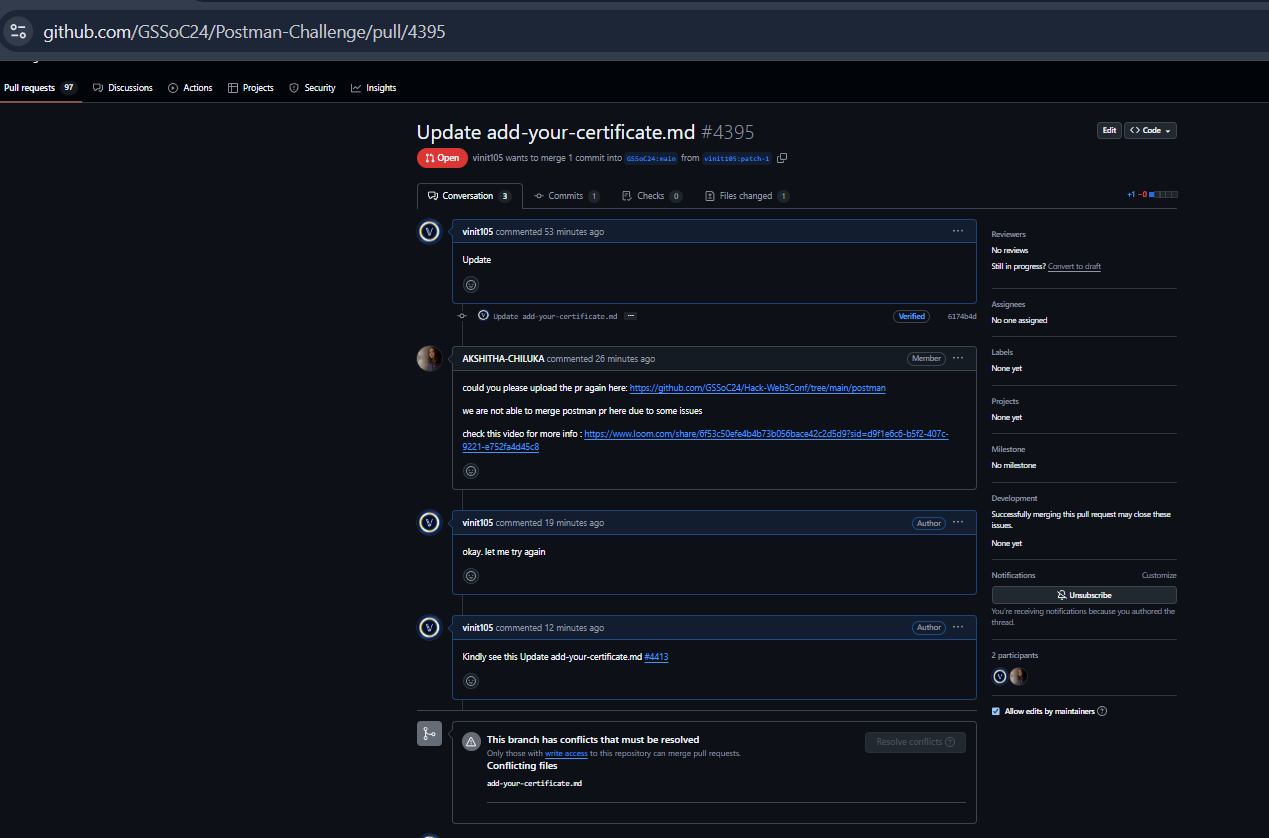 github.com/GSSoC24/Postman-Challenge/pull/4395
Pull requests 97 Discussions Actions Projects Security Insights
Update add-your-certificate.md #4395
Edit <> Code
Open vinit105 wants to merge 1 commit into GSSoC24:main from vinit105:patch-1
Conversation 3 Commits 1 Checks 0 Files changed 1
+1 −0
vinit105 commented 53 minutes ago
Update
Update add-your-certificate.md
Verified 6174b4d
AKSHITHA-CHILUKA commented 26 minutes ago
Member
could you please upload the pr again here: https://github.com/GSSoC24/Hack-Web3Conf/tree/main/postman
we are not able to merge postman pr here due to some issues
check this video for more info : https://www.loom.com/share/6f53c50efe4b4b73b056bace42c2d5d9?sid=d9f1e6c6-b5f2-407c-
9221-e752fa4d45c8
vinit105 commented 19 minutes ago
Author
okay. let me try again
vinit105 commented 12 minutes ago
Author
Kindly see this Update add-your-certificate.md #4413
This branch has conflicts that must be resolved
Only those with write access to this repository can merge pull requests.
Resolve conflicts
Conflicting files
add-your-certificate.md
Reviewers
No reviews
Still in progress? Convert to draft
Assignees
No one assigned
Labels
None yet
Projects
None yet
Milestone
No milestone
Development
Successfully merging this pull request may close these
issues.
None yet
Notifications Customize
Unsubscribe
You're receiving notifications because you authored the
thread.
2 participants
Allow edits by maintainers